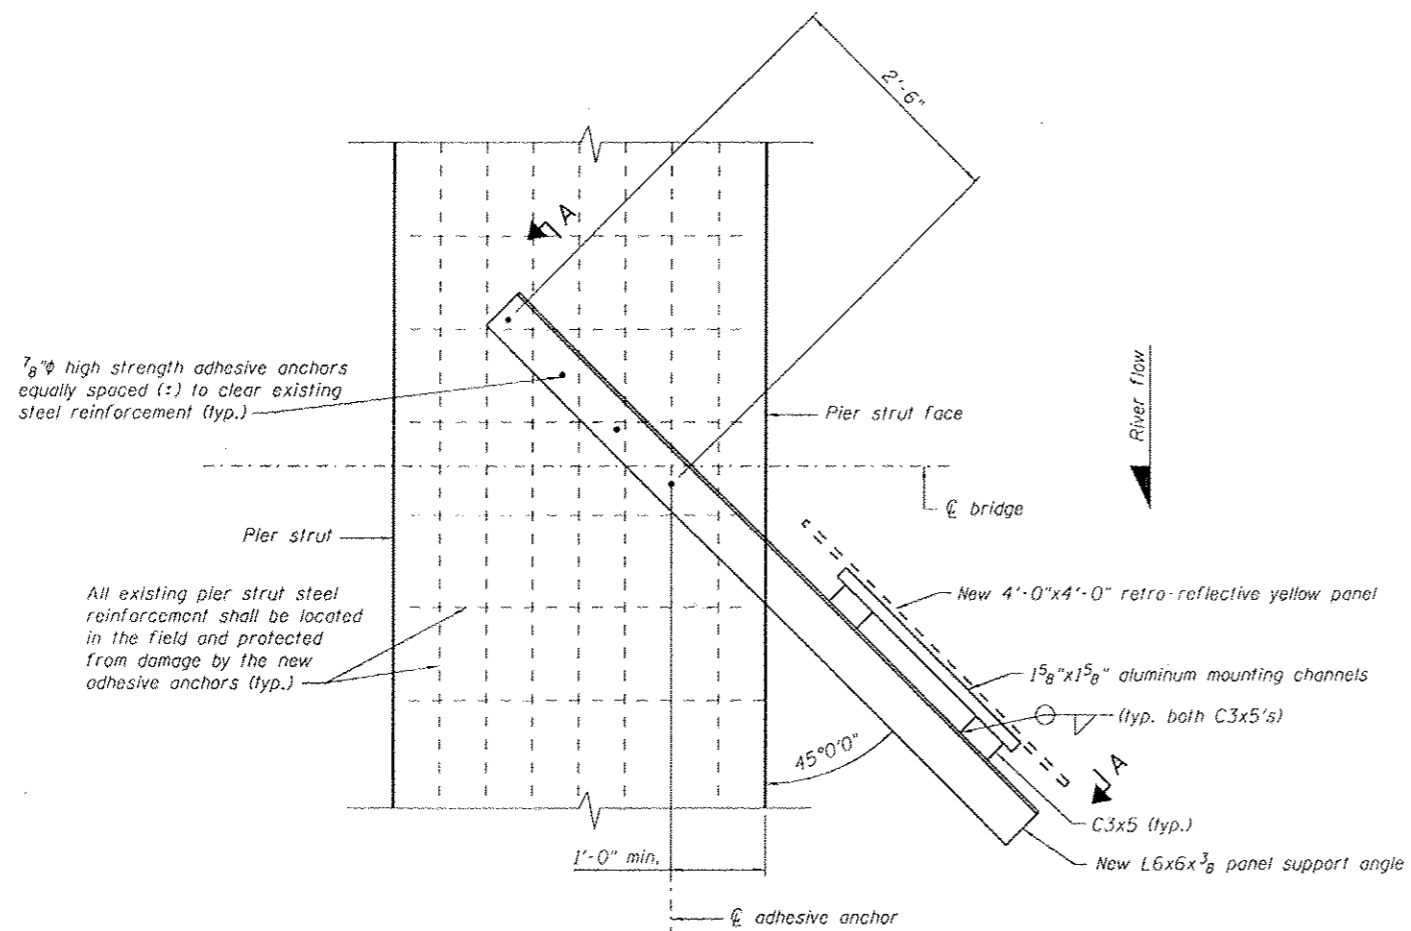 2'-6"
A
⅞"ϕ high strength adhesive anchors
equally spaced (±) to clear existing
steel reinforcement (typ.)
Pier strut face
River flow
℄ bridge
Pier strut
All existing pier strut steel
reinforcement shall be located
in the field and protected
from damage by the new
adhesive anchors (typ.)
New 4'-0"x4'-0" retro-reflective yellow panel
1⅝"x1⅝" aluminum mounting channels
(typ. both C3x5's)
45°0'0"
A
C3x5 (typ.)
1'-0" min.
New L6x6x⅜ panel support angle
℄ adhesive anchor